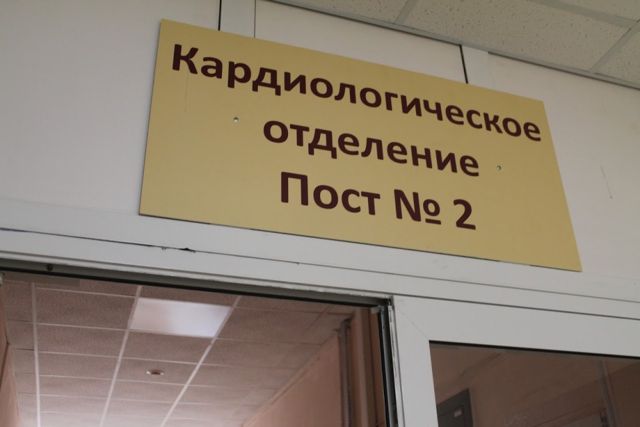 Кардиологическое
отделение
Пост № 2